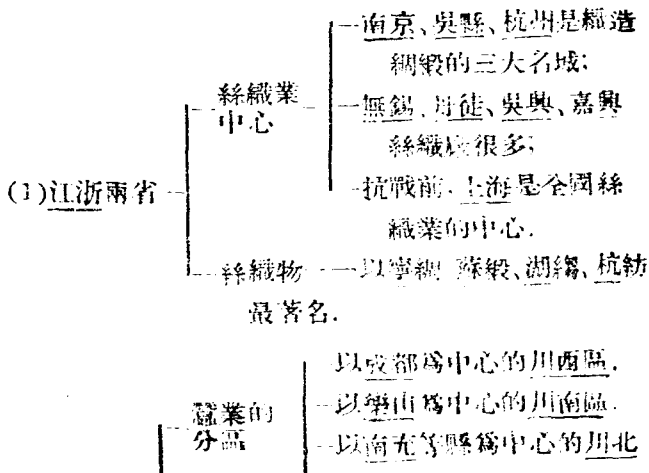 南京、吳縣、杭州是織造
綢緞的三大名城；
絲織業
中心
無錫、丹徒、吳興、嘉興
絲織廠很多；
(1)江浙兩省
抗戰前，上海是全國絲
織業的中心．
絲織物
最著名．
以寧綢、蘇緞、湖縐、杭紡
以成都爲中心的川西區．
蠶業的
分區
以樂山爲中心的川南區．
以南充等縣爲中心的川北